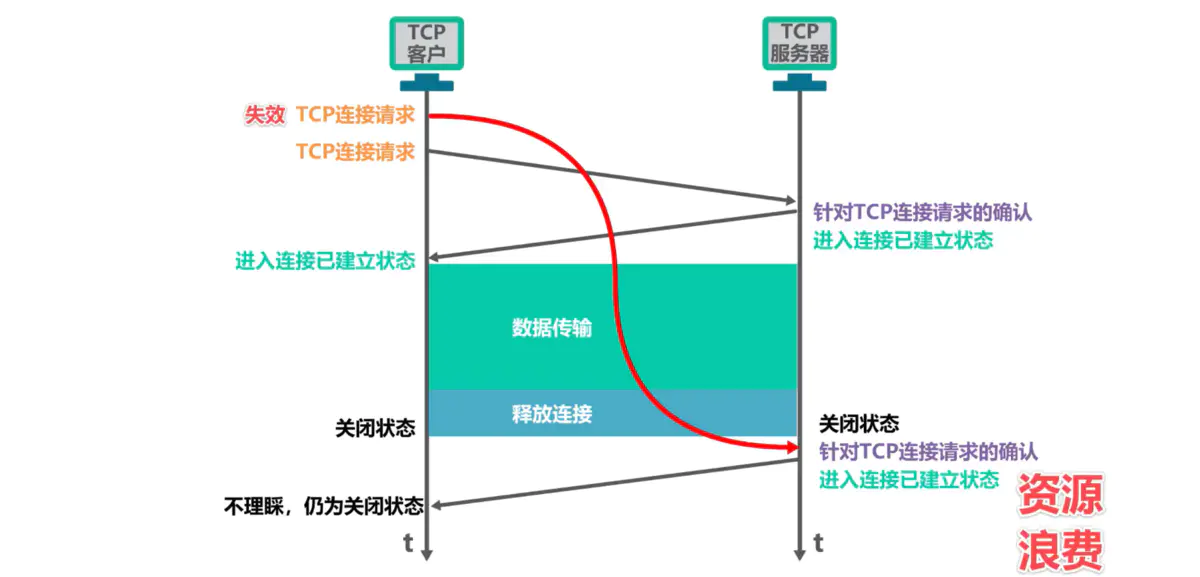 TCP
客户
TCP
服务器
失效 TCP连接请求
TCP连接请求
针对TCP连接请求的确认
进入连接已建立状态
进入连接已建立状态
数据传输
释放连接
关闭状态
关闭状态
针对TCP连接请求的确认
进入连接已建立状态
不理睬，仍为关闭状态
资源
浪费
t
t